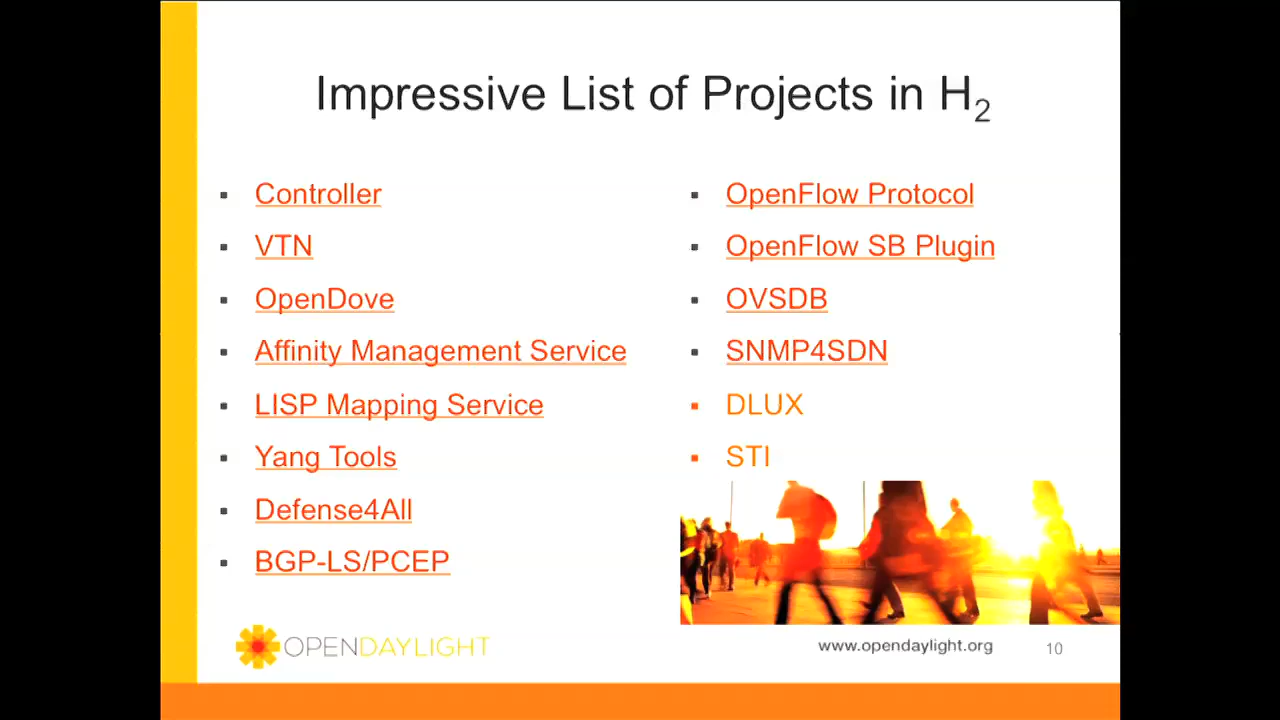 Impressive List of Projects in H2
Controller
VTN
OpenDove
Affinity Management Service
LISP Mapping Service
Yang Tools
Defense4All
BGP-LS/PCEP
OpenFlow Protocol
OpenFlow SB Plugin
OVSDB
SNMP4SDN
DLUX
STI
OPENDAYLIGHT
www.opendaylight.org
10